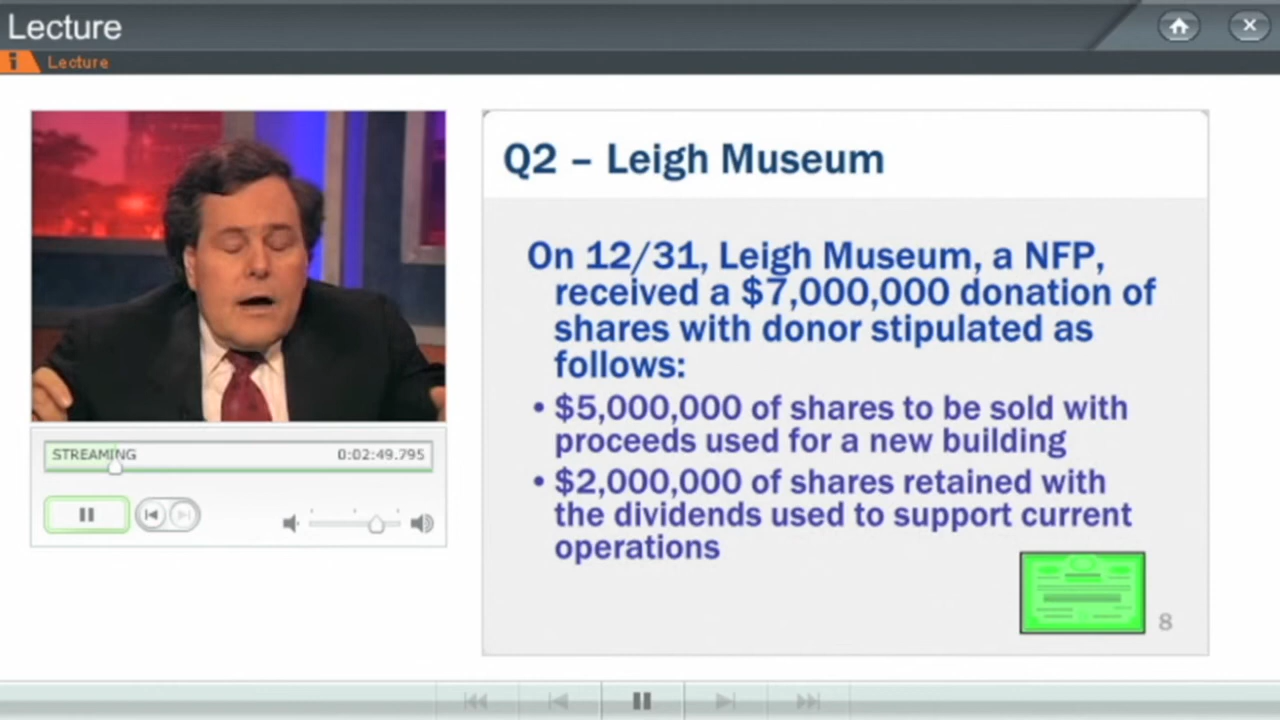 Lecture
i Lecture
Q2 – Leigh Museum
On 12/31, Leigh Museum, a NFP,
received a $7,000,000 donation of
shares with donor stipulated as
follows:
• $5,000,000 of shares to be sold with
proceeds used for a new building
• $2,000,000 of shares retained with
the dividends used to support current
operations
8
STREAMING 0:02:49.795